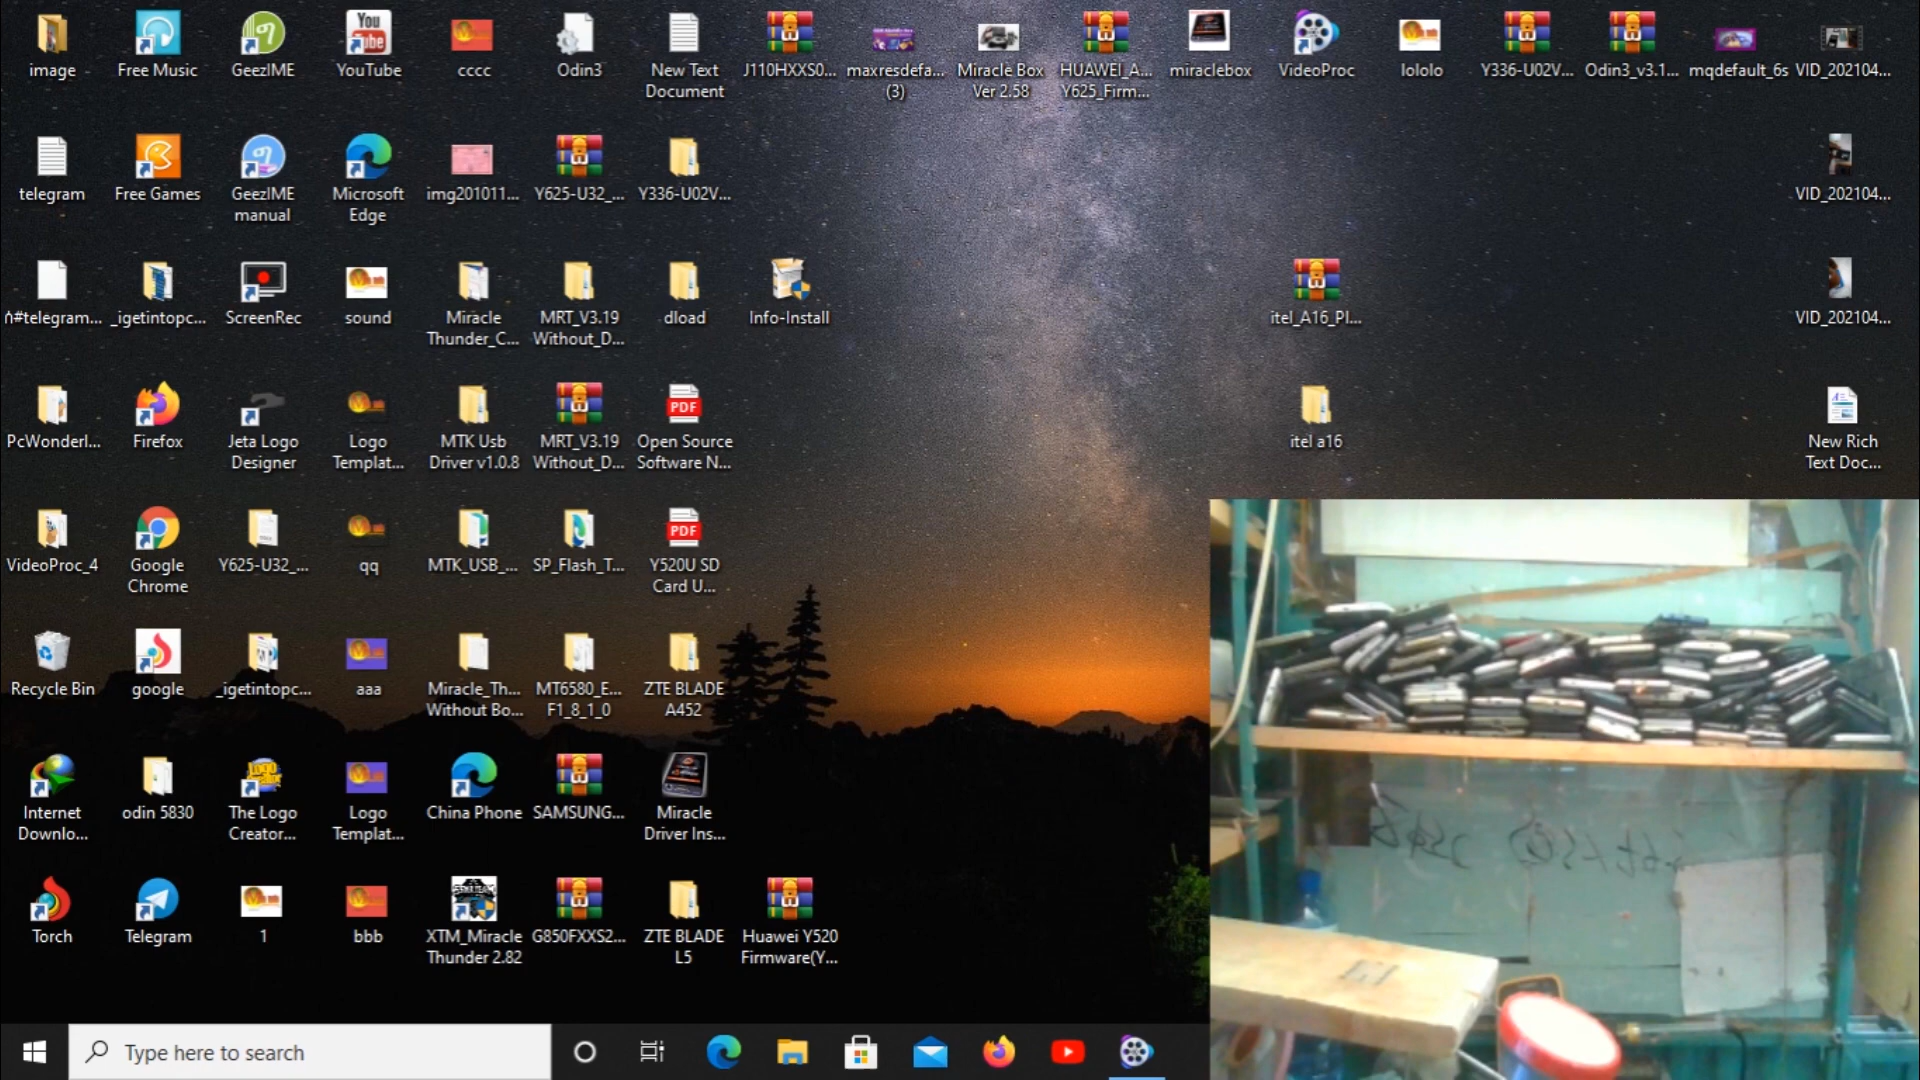 image
Free Music
GeezIME
YouTube
cccc
Odin3
New Text
Document
J110HXXS0...
maxresdefa...
(3)
Miracle Box
Ver 2.58
HUAWEI_A...
Y625_Firm...
miraclebox
VideoProc
lololo
Y336-U02V...
Odin3_v3.1...
mqdefault_6s
VID_202104...
telegram
Free Games
GeezIME
manual
Microsoft
Edge
img201011...
Y625-U32_...
Y336-U02V...
VID_202104...
#telegram...
_igetintopc...
ScreenRec
sound
Miracle
Thunder_C...
MRT_V3.19
Without_D...
dload
Info-Install
itel_A16_Pl...
VID_202104...
PcWonderl...
Firefox
Jeta Logo
Designer
Logo
Templat...
MTK Usb
Driver v1.0.8
MRT_V3.19
Without_D...
PDF
Open Source
Software N...
itel a16
New Rich
Text Doc...
VideoProc_4
Google
Chrome
Y625-U32_...
qq
MTK_USB_...
SP_Flash_T...
PDF
Y520U SD
Card U...
Recycle Bin
google
_igetintopc...
aaa
Miracle_Th...
Without Bo...
MT6580_E...
F1_8_1_0
ZTE BLADE
A452
Internet
Downlo...
odin 5830
The Logo
Creator...
Logo
Templat...
China Phone
SAMSUNG...
Miracle
Driver Ins...
Torch
Telegram
1
bbb
XTM_Miracle
Thunder 2.82
G850FXXS2...
ZTE BLADE
L5
Huawei Y520
Firmware(Y...
Type here to search